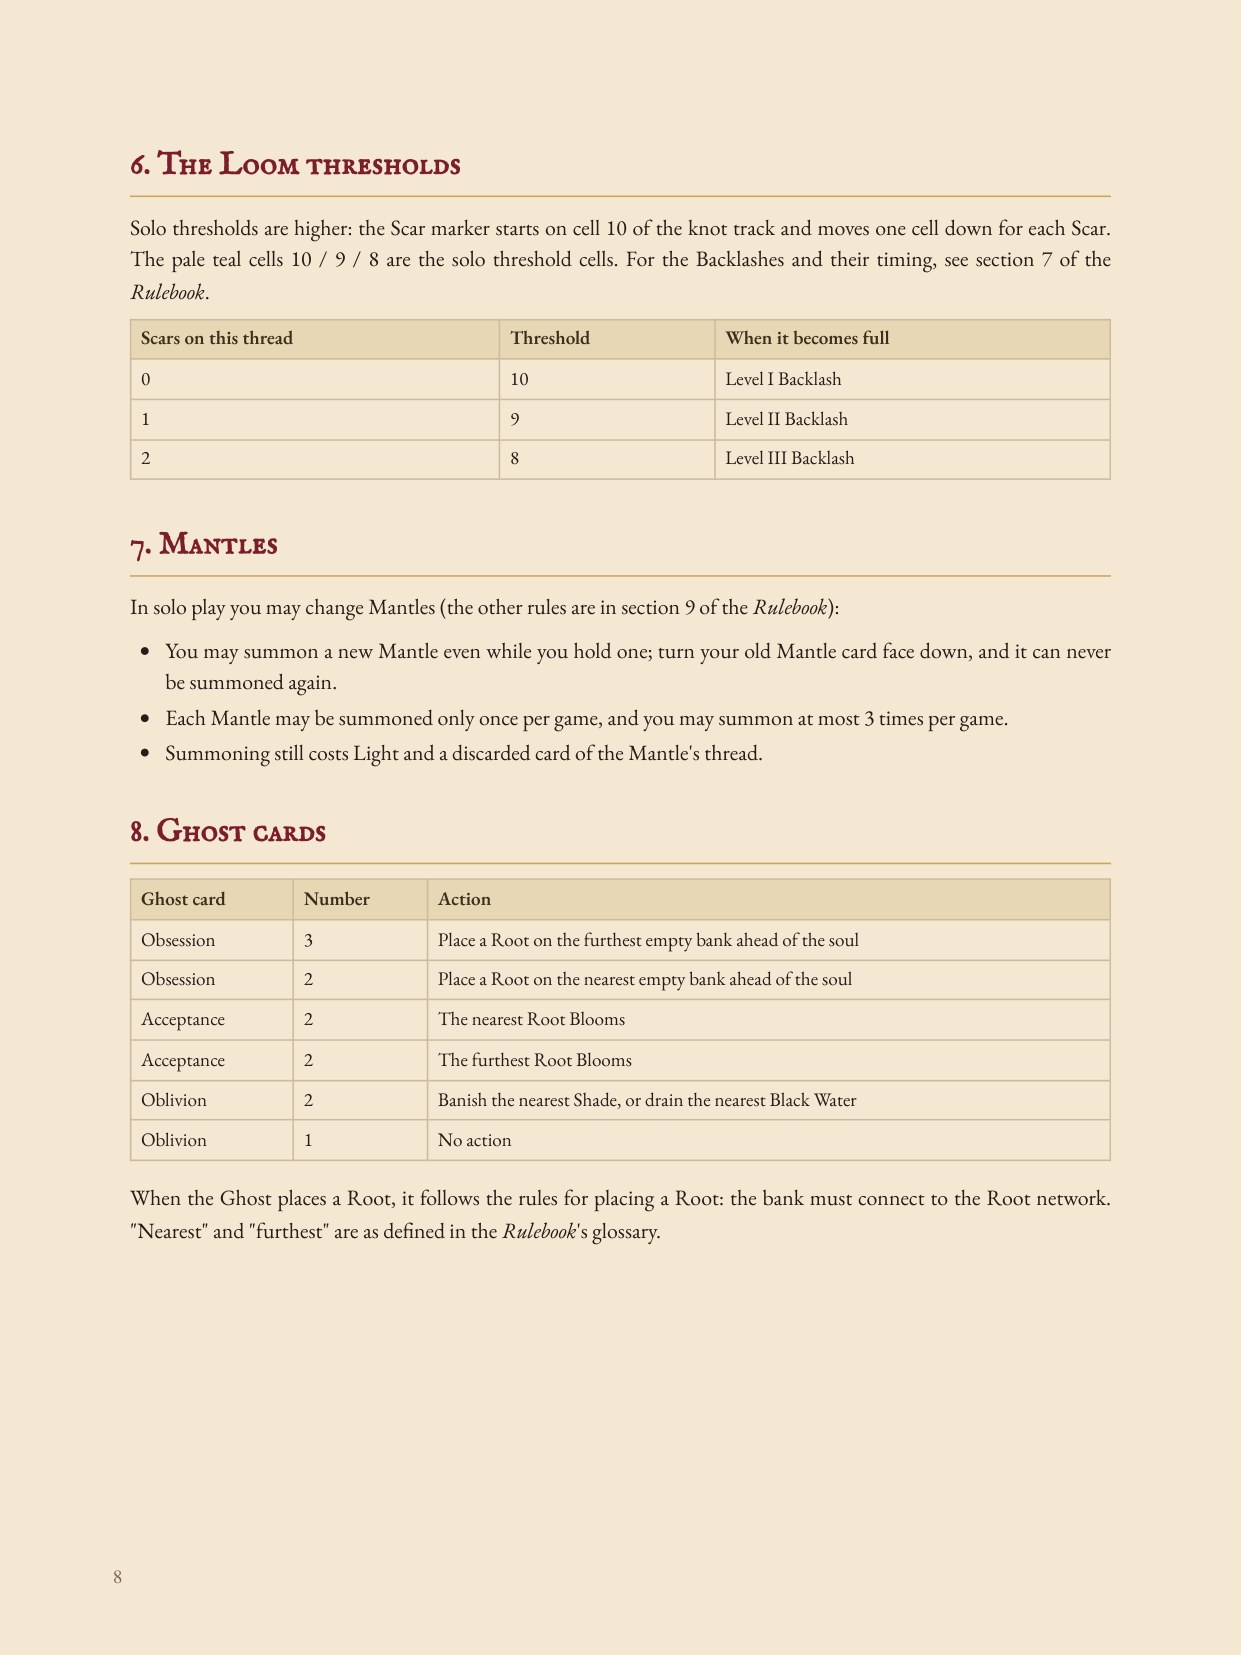 6. The Loom thresholds
Solo thresholds are higher: the Scar marker starts on cell 10 of the knot track and moves one cell down for each Scar.
The pale teal cells 10 / 9 / 8 are the solo threshold cells. For the Backlashes and their timing, see section 7 of the
Rulebook.
Scars on this thread Threshold When it becomes full
0 10 Level I Backlash
1 9 Level II Backlash
2 8 Level III Backlash
7. Mantles
In solo play you may change Mantles (the other rules are in section 9 of the Rulebook):
• You may summon a new Mantle even while you hold one; turn your old Mantle card face down, and it can never
be summoned again.
• Each Mantle may be summoned only once per game, and you may summon at most 3 times per game.
• Summoning still costs Light and a discarded card of the Mantle's thread.
8. Ghost cards
Ghost card Number Action
Obsession 3 Place a Root on the furthest empty bank ahead of the soul
Obsession 2 Place a Root on the nearest empty bank ahead of the soul
Acceptance 2 The nearest Root Blooms
Acceptance 2 The furthest Root Blooms
Oblivion 2 Banish the nearest Shade, or drain the nearest Black Water
Oblivion 1 No action
When the Ghost places a Root, it follows the rules for placing a Root: the bank must connect to the Root network.
"Nearest" and "furthest" are as defined in the Rulebook's glossary.
8